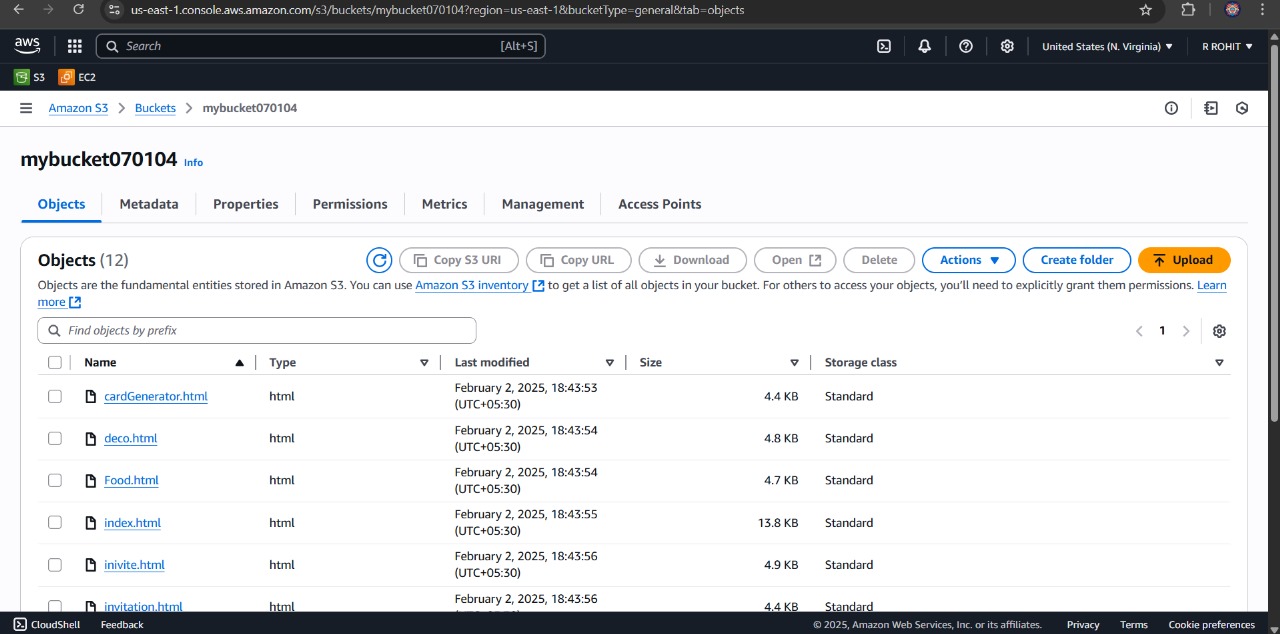 us-east-1.console.aws.amazon.com/s3/buckets/mybucket070104?region=us-east-1&bucketType=general&tab=objects
aws Search [Alt+S] United States (N. Virginia) R ROHIT
S3 EC2
Amazon S3 Buckets mybucket070104
mybucket070104 Info
Objects Metadata Properties Permissions Metrics Management Access Points
Objects (12) Copy S3 URI Copy URL Download Open Delete Actions Create folder Upload
Objects are the fundamental entities stored in Amazon S3. You can use Amazon S3 inventory to get a list of all objects in your bucket. For others to access your objects, you'll need to explicitly grant them permissions. Learn
more
Find objects by prefix 1
Name Type Last modified Size Storage class
cardGenerator.html html February 2, 2025, 18:43:53 (UTC+05:30) 4.4 KB Standard
deco.html html February 2, 2025, 18:43:54 (UTC+05:30) 4.8 KB Standard
Food.html html February 2, 2025, 18:43:54 (UTC+05:30) 4.7 KB Standard
index.html html February 2, 2025, 18:43:55 (UTC+05:30) 13.8 KB Standard
inivite.html html February 2, 2025, 18:43:56 (UTC+05:30) 4.9 KB Standard
invitation.html html February 2, 2025, 18:43:56 4.4 KB Standard
CloudShell Feedback © 2025, Amazon Web Services, Inc. or its affiliates. Privacy Terms Cookie preferences